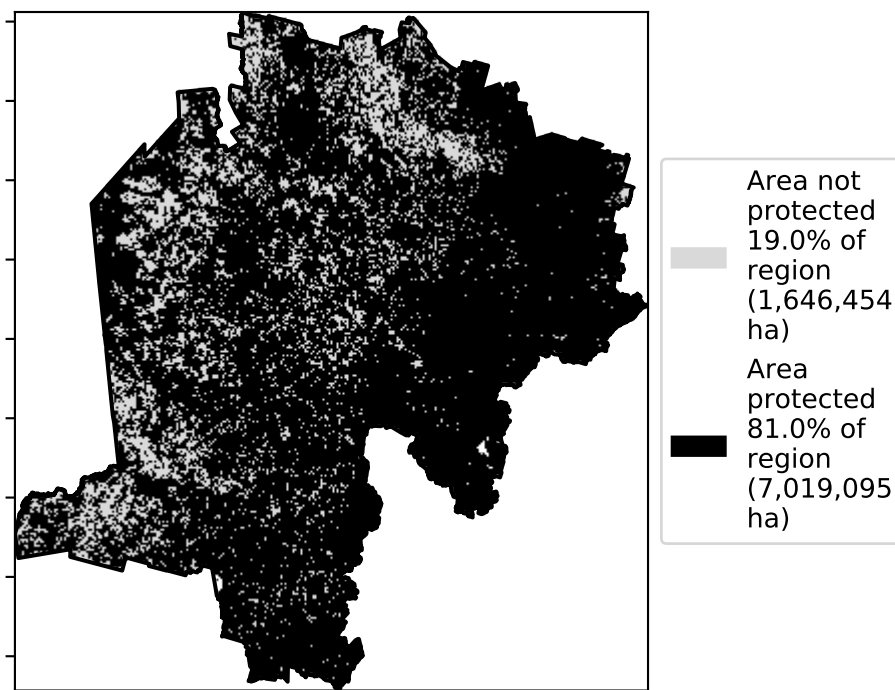 Area not
protected
19.0% of
region
(1,646,454
ha)
Area
protected
81.0% of
region
(7,019,095
ha)